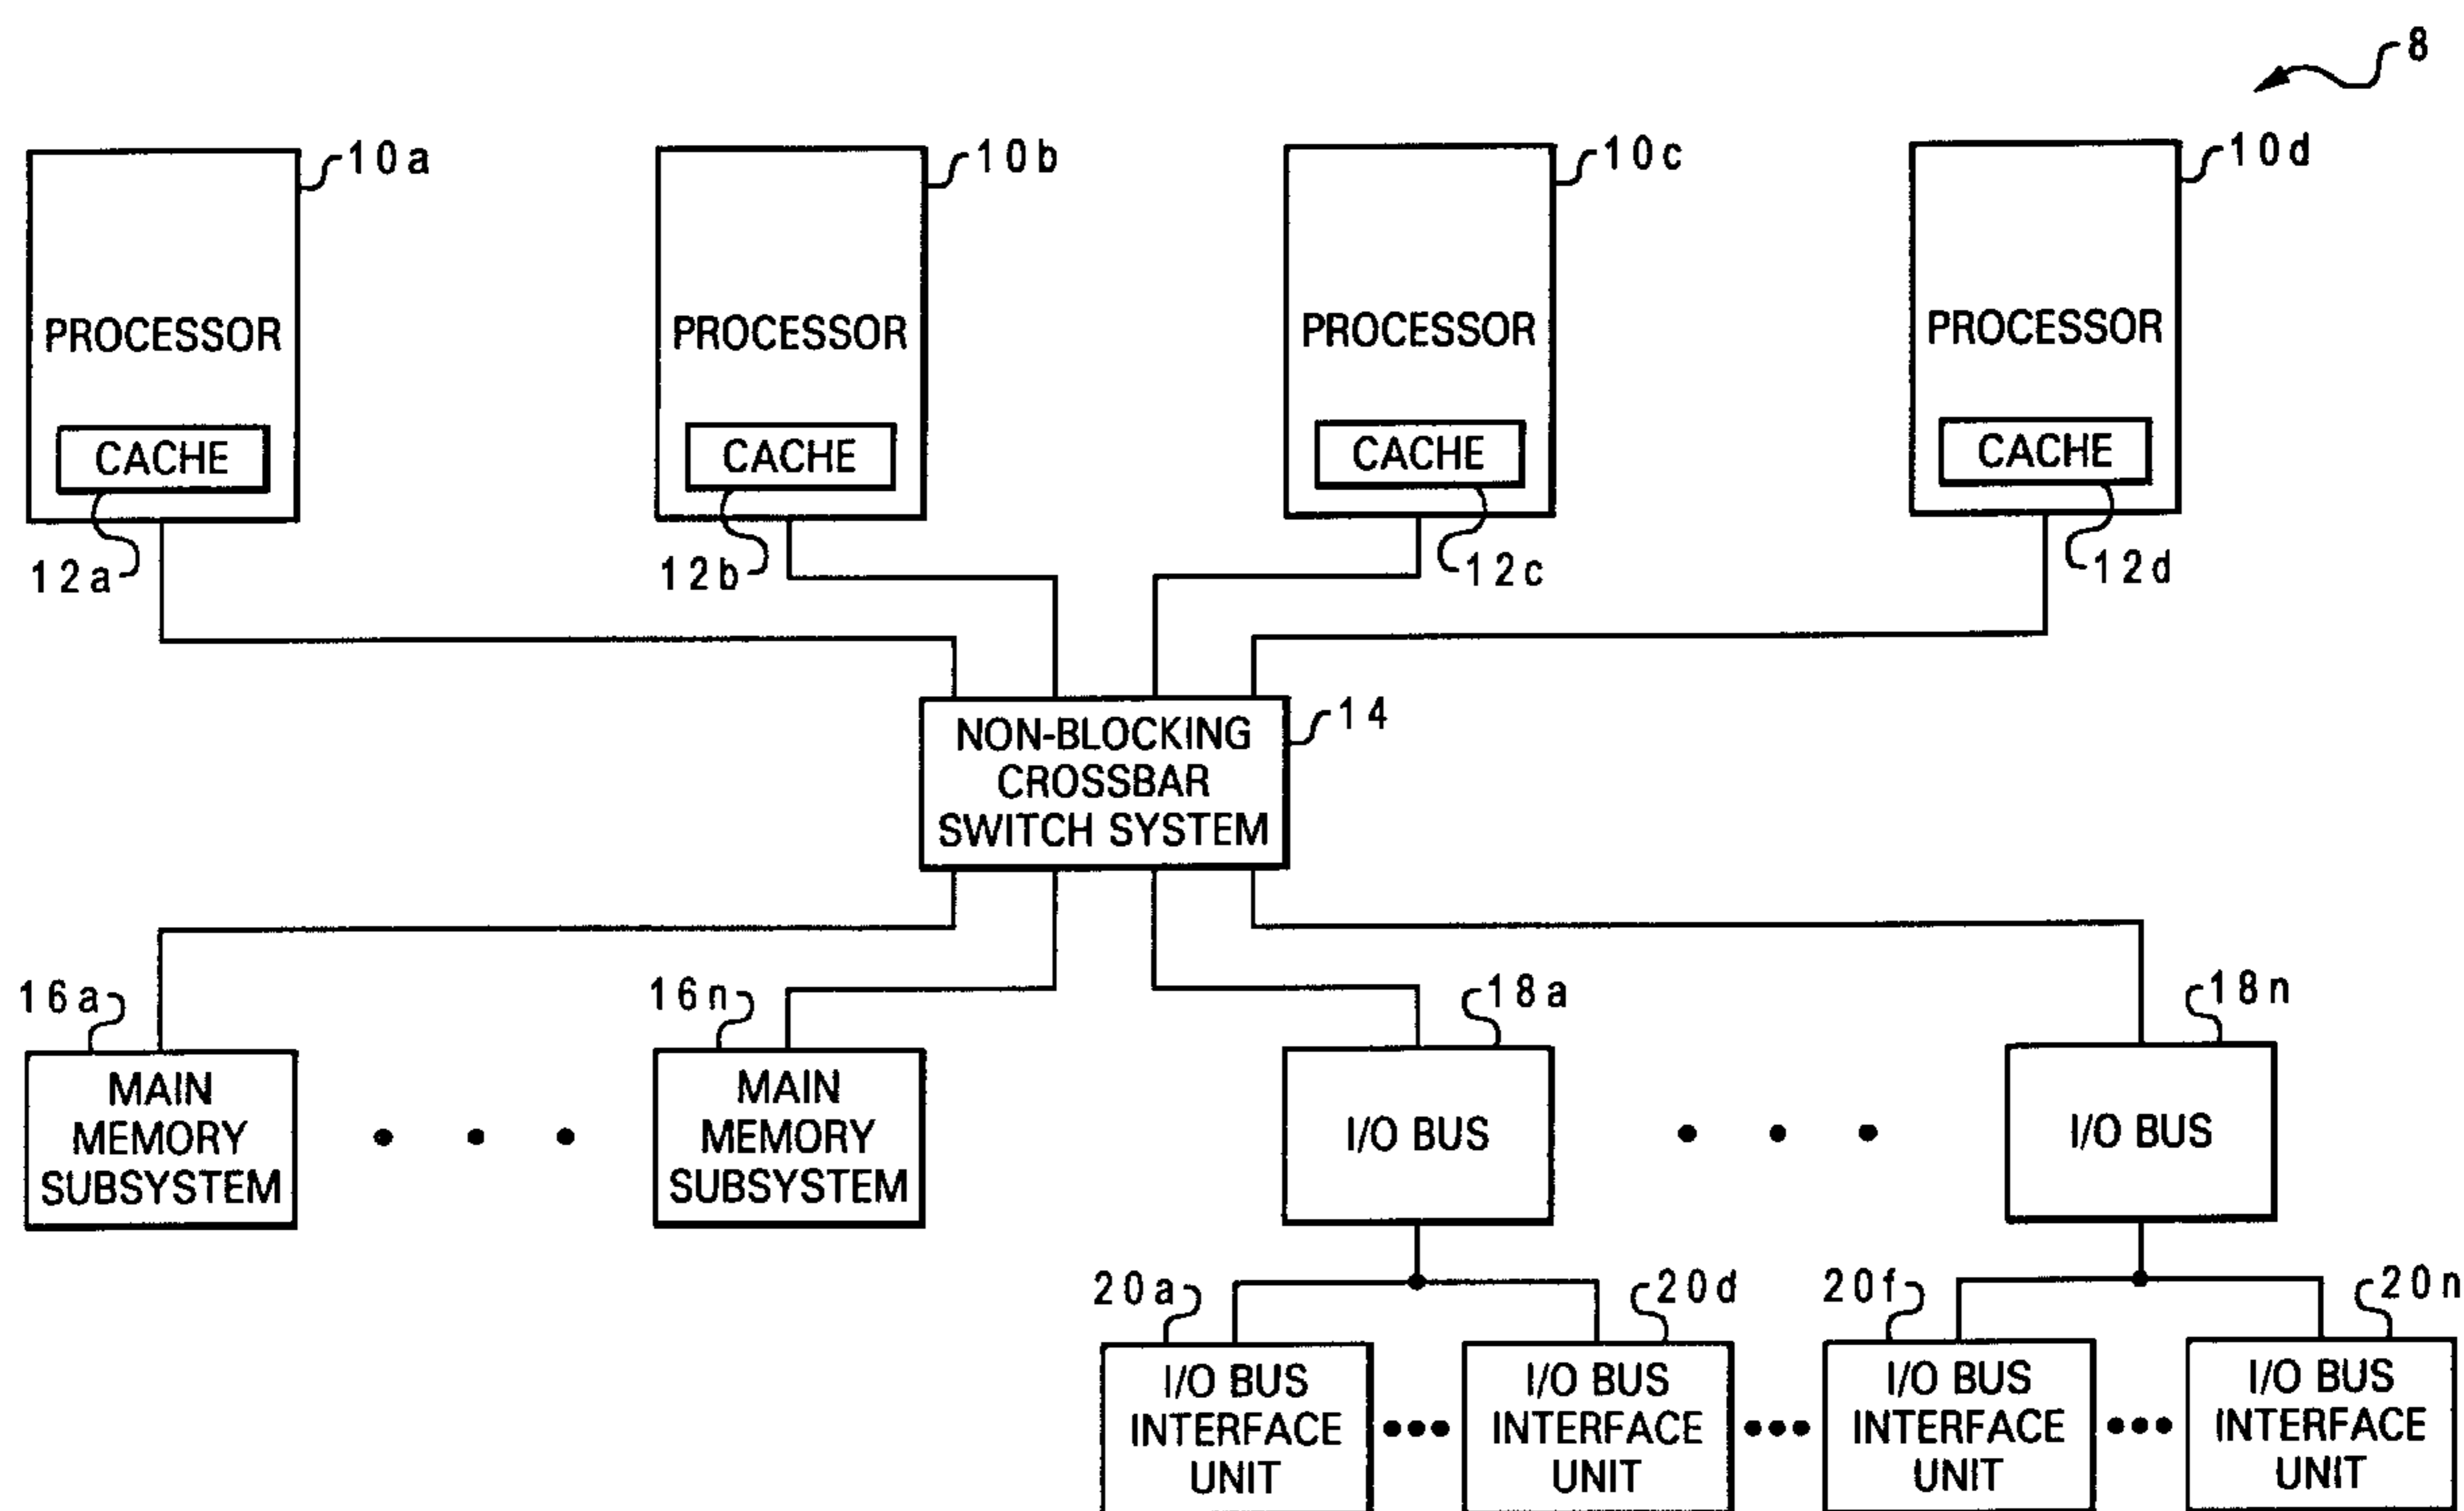 8
10a
10b
10c
10d
PROCESSOR
PROCESSOR
PROCESSOR
PROCESSOR
CACHE
CACHE
CACHE
CACHE
12a
12b
12c
12d
NON-BLOCKING
CROSSBAR
SWITCH SYSTEM
14
16a
16n
18a
18n
MAIN
MEMORY
SUBSYSTEM
MAIN
MEMORY
SUBSYSTEM
I/O BUS
I/O BUS
20a
20d
20f
20n
I/O BUS
INTERFACE
UNIT
I/O BUS
INTERFACE
UNIT
I/O BUS
INTERFACE
UNIT
I/O BUS
INTERFACE
UNIT